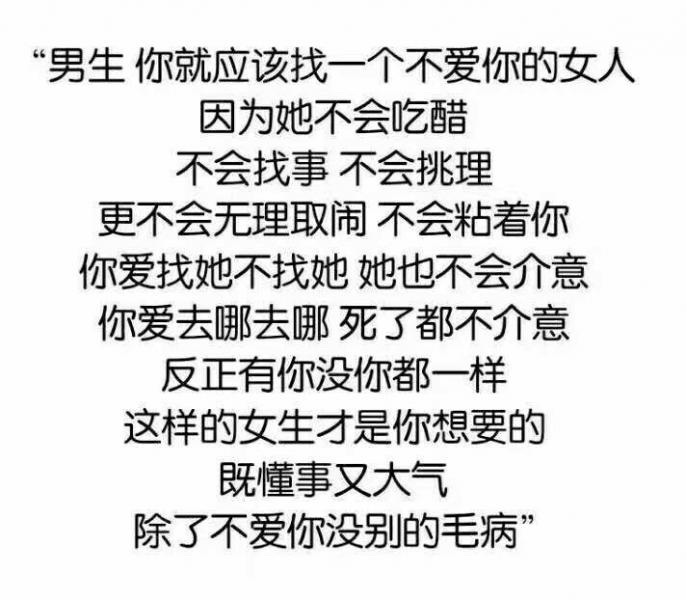 “男生 你就应该找一个不爱你的女人
因为她不会吃醋
不会找事 不会挑理
更不会无理取闹 不会粘着你
你爱找她不找她 她也不会介意
你爱去哪去哪 死了都不介意
反正有你没你都一样
这样的女生才是你想要的
既懂事又大气
除了不爱你没别的毛病”